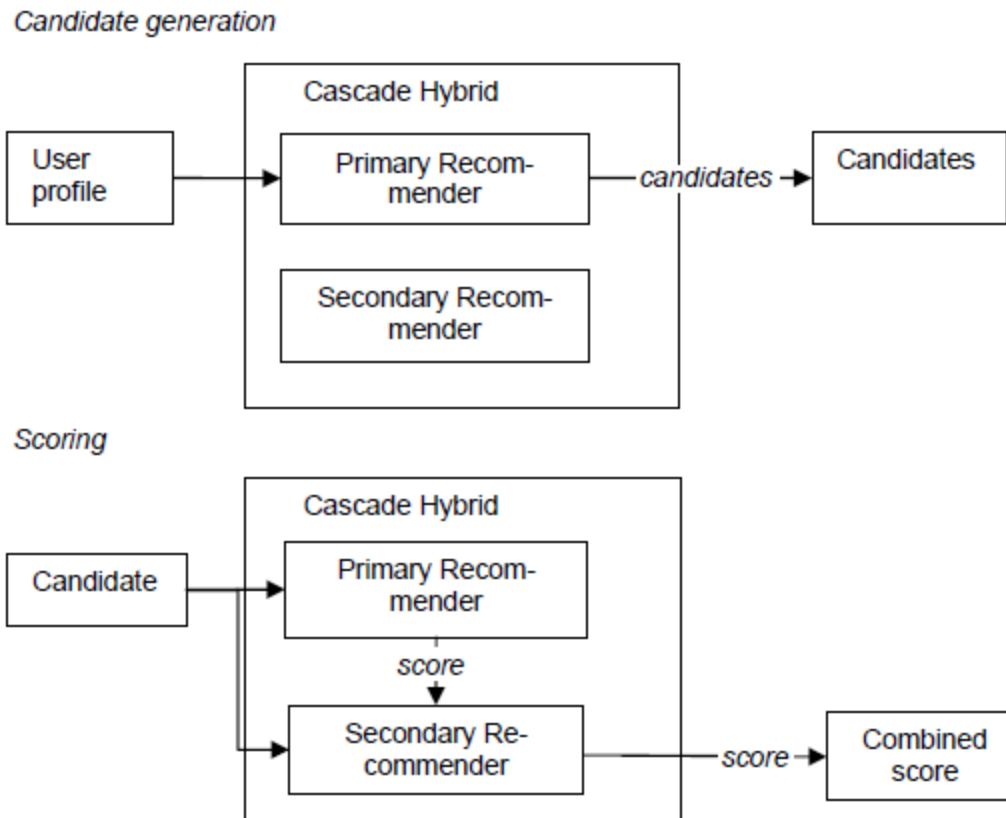 Candidate generation
Cascade Hybrid
User
profile
Primary Recom-
mender
candidates
Candidates
Secondary Recom-
mender
Scoring
Cascade Hybrid
Candidate
Primary Recom-
mender
score
Secondary Re-
commender
score
Combined
score